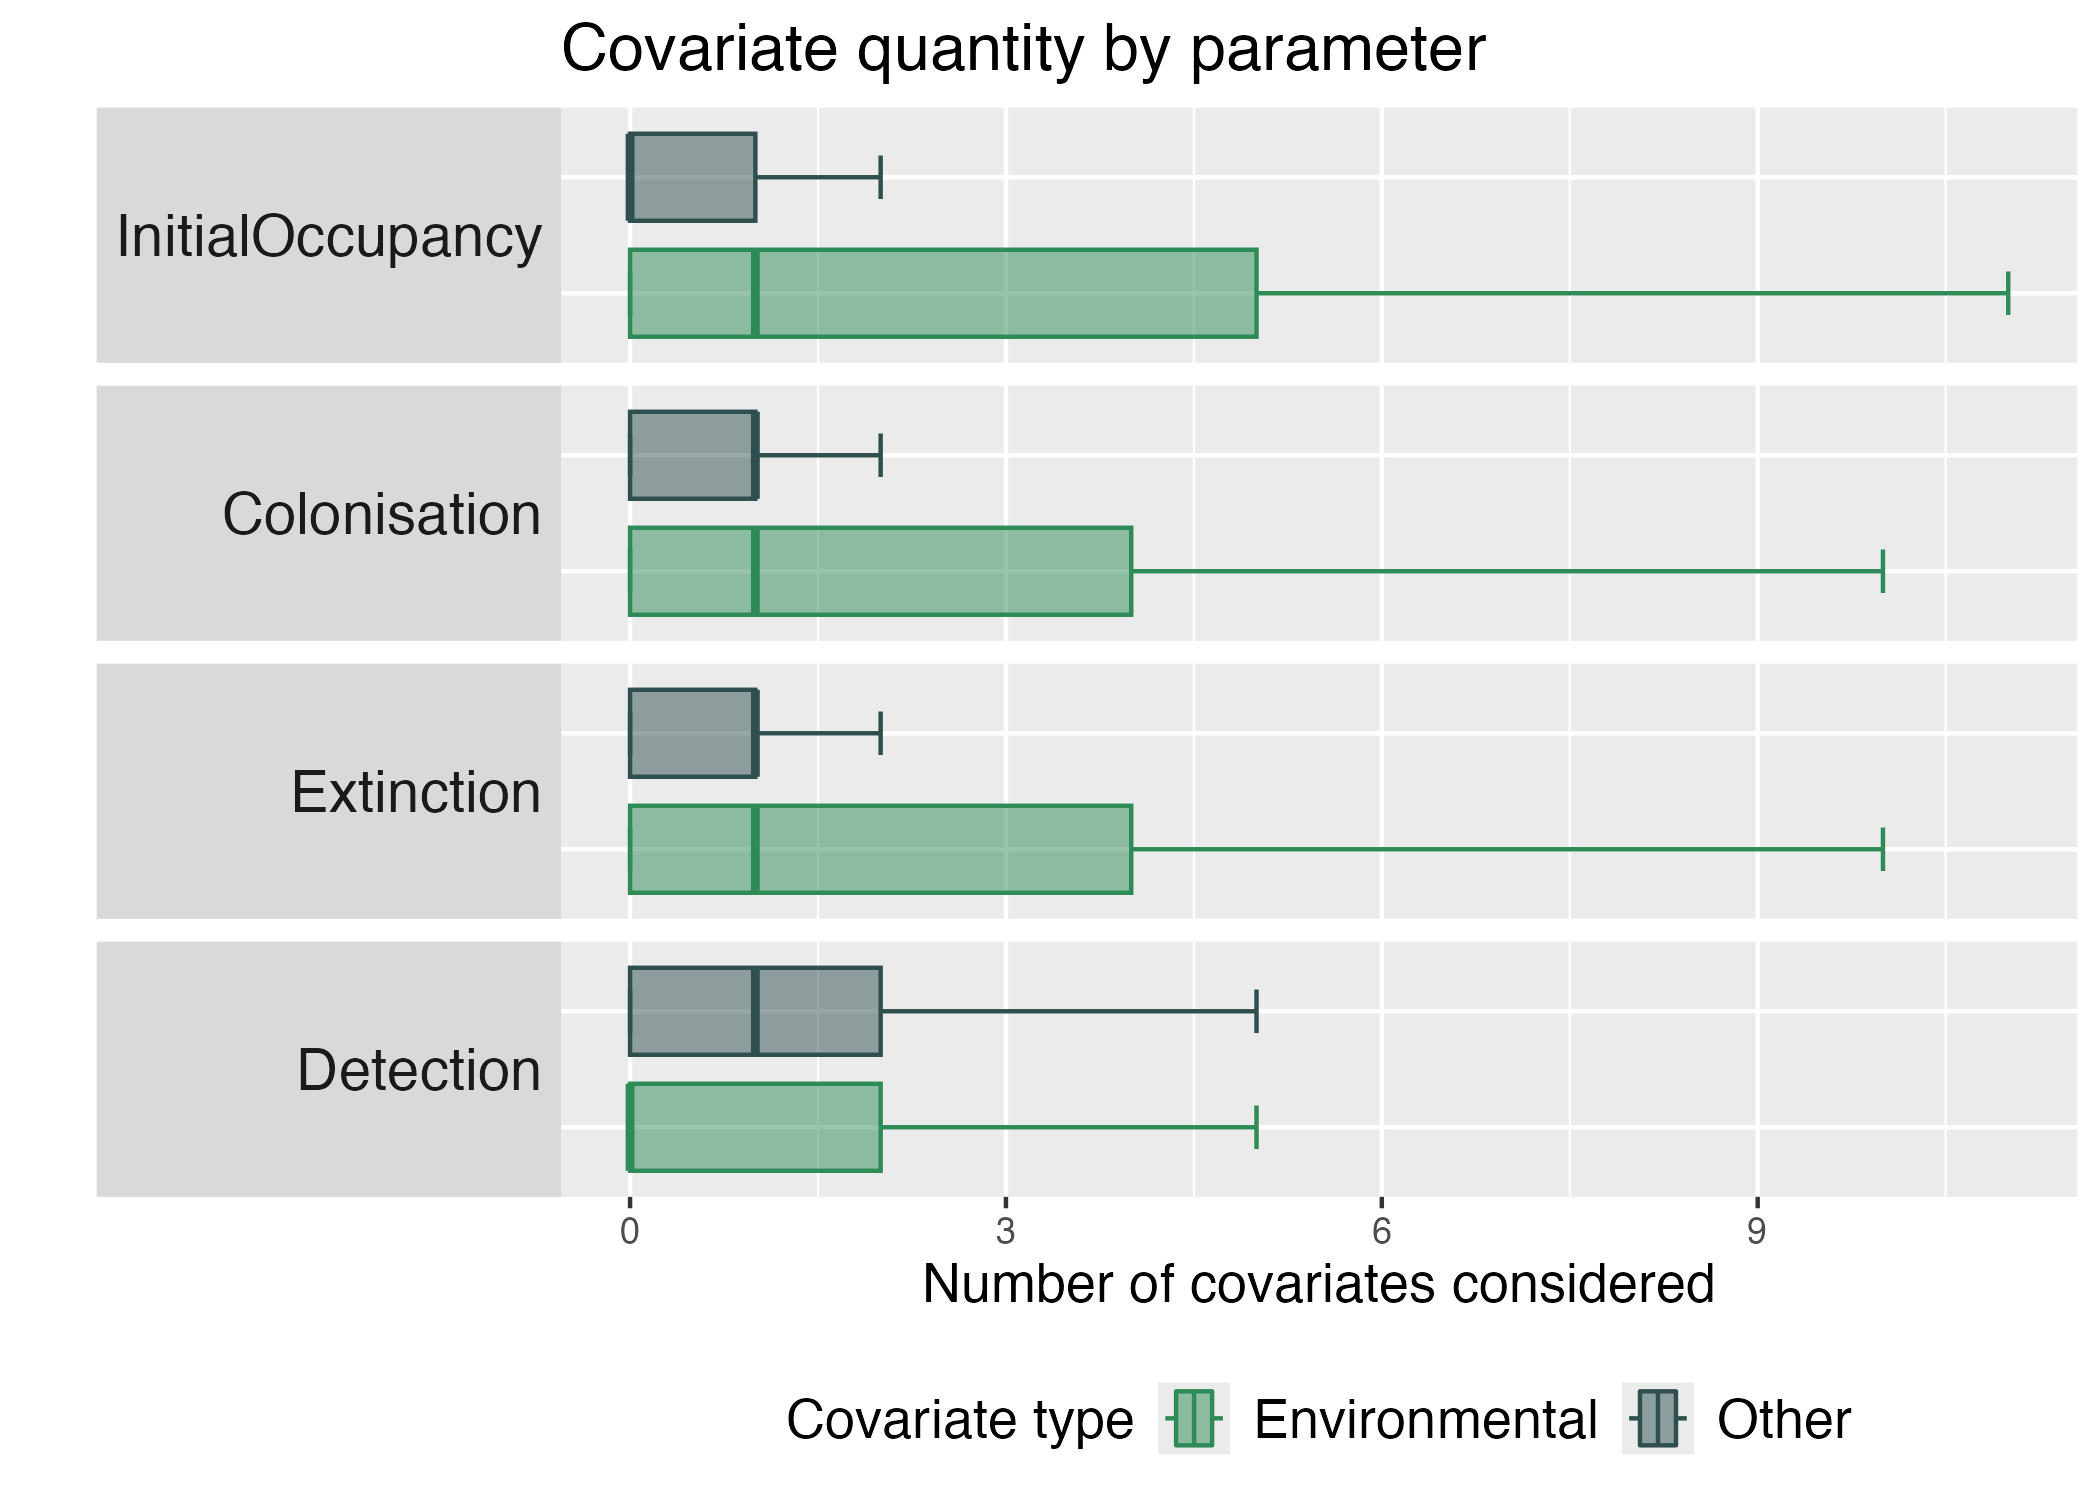 Covariate quantity by parameter
InitialOccupancy
Colonisation
Extinction
Detection
0 3 6 9
Number of covariates considered
Covariate type Environmental Other